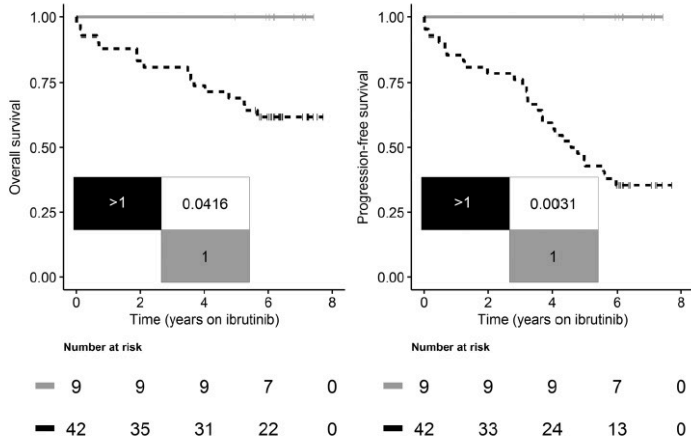 Overall survival
1.00
0.75
0.50
0.25
0.00
>1
0.0416
1
0 2 4 6 8
Time (years on ibrutinib)
Number at risk
9 9 9 7 0
42 35 31 22 0
Progression-free survival
1.00
0.75
0.50
0.25
0.00
>1
0.0031
1
0 2 4 6 8
Time (years on ibrutinib)
Number at risk
9 9 9 7 0
42 33 24 13 0